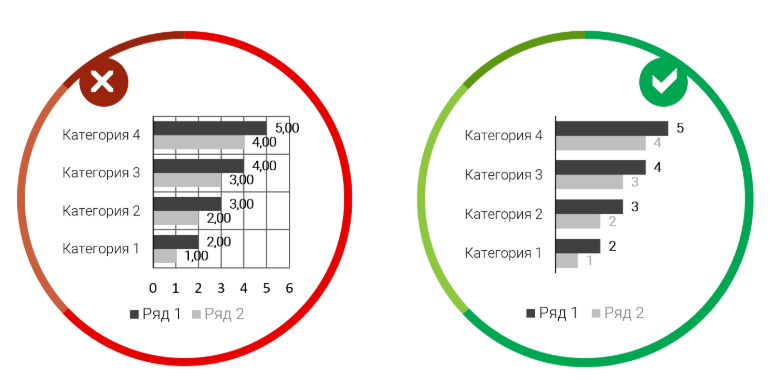 Категория 4
5,00
4,00
Категория 3
4,00
3,00
Категория 2
3,00
2,00
Категория 1
2,00
1,00
0 1 2 3 4 5 6
Ряд 1 Ряд 2
Категория 4
5
4
Категория 3
4
3
Категория 2
3
2
Категория 1
2
1
Ряд 1 Ряд 2